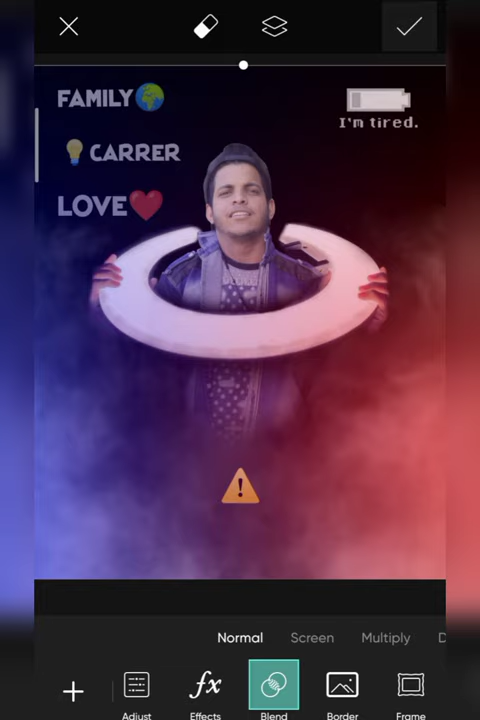 FAMILY
I'm tired.
CARRER
LOVE
Normal Screen Multiply D
Adjust Effects Blend Border Frame